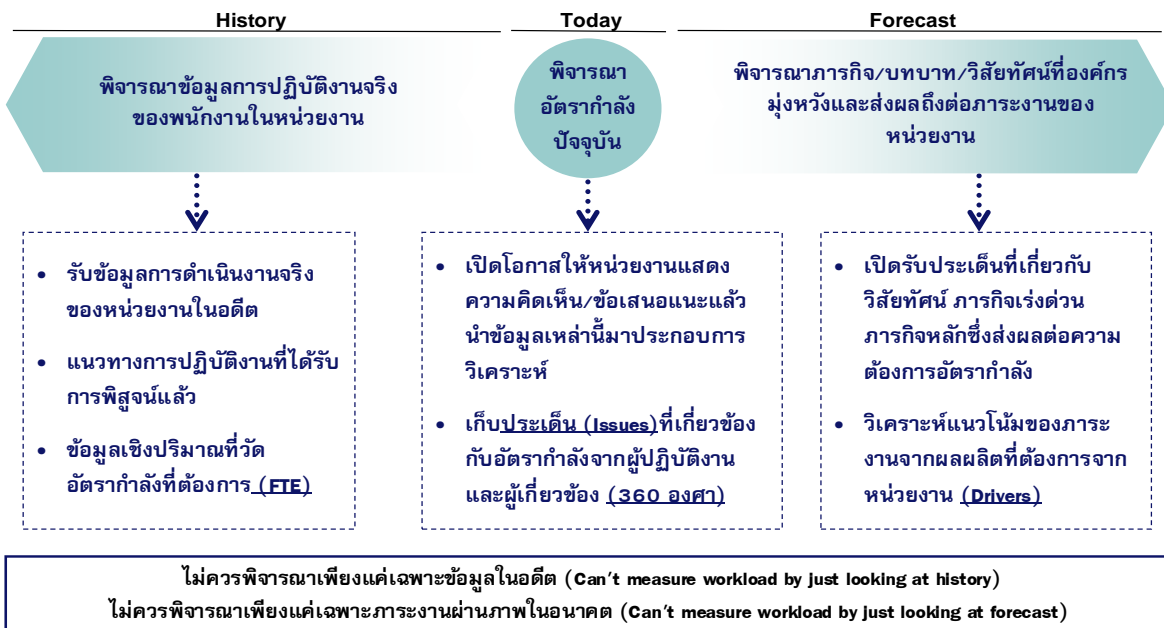 History
Today
Forecast
พิจารณาข้อมูลการปฏิบัติงานจริง
ของพนักงานในหน่วยงาน
พิจารณา
อัตรากำลัง
ปัจจุบัน
พิจารณาภารกิจ/บทบาท/วิสัยทัศน์ที่องค์กร
มุ่งหวังและส่งผลถึงต่อภาระงานของ
หน่วยงาน
• รับข้อมูลการดำเนินงานจริง
ของหน่วยงานในอดีต
• แนวทางการปฏิบัติงานที่ได้รับ
การพิสูจน์แล้ว
• ข้อมูลเชิงปริมาณที่วัด
อัตรากำลังที่ต้องการ (FTE)
• เปิดโอกาสให้หน่วยงานแสดง
ความคิดเห็น/ข้อเสนอแนะแล้ว
นำข้อมูลเหล่านี้มาประกอบการ
วิเคราะห์
• เก็บประเด็น (Issues)ที่เกี่ยวข้อง
กับอัตรากำลังจากผู้ปฏิบัติงาน
และผู้เกี่ยวข้อง (360 องศา)
• เปิดรับประเด็นที่เกี่ยวกับ
วิสัยทัศน์ ภารกิจเร่งด่วน
ภารกิจหลักซึ่งส่งผลต่อความ
ต้องการอัตรากำลัง
• วิเคราะห์แนวโน้มของภาระ
งานจากผลผลิตที่ต้องการจาก
หน่วยงาน (Drivers)
ไม่ควรพิจารณาเพียงแค่เฉพาะข้อมูลในอดีต (Can't measure workload by just looking at history)
ไม่ควรพิจารณาเพียงแค่เฉพาะภาระงานผ่านภาพในอนาคต (Can't measure workload by just looking at forecast)